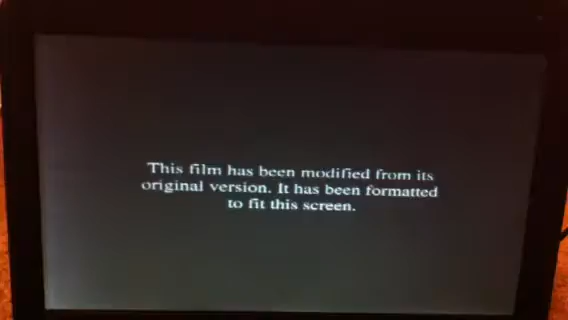 This film has been modified from its
original version. It has been formatted
to fit this screen.